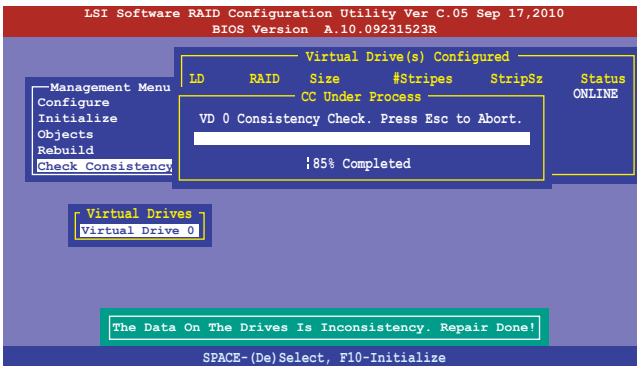 LSI Software RAID Configuration Utility Ver C.05 Sep 17,2010
BIOS Version A.10.09231523R
Virtual Drive(s) Configured
LD RAID Size #Stripes StripSz Status
ONLINE
Management Menu
Configure
Initialize
Objects
Rebuild
Check Consistency
CC Under Process
VD 0 Consistency Check. Press Esc to Abort.
¦85% Completed
Virtual Drives
Virtual Drive 0
The Data On The Drives Is Inconsistency. Repair Done!
SPACE-(De)Select, F10-Initialize